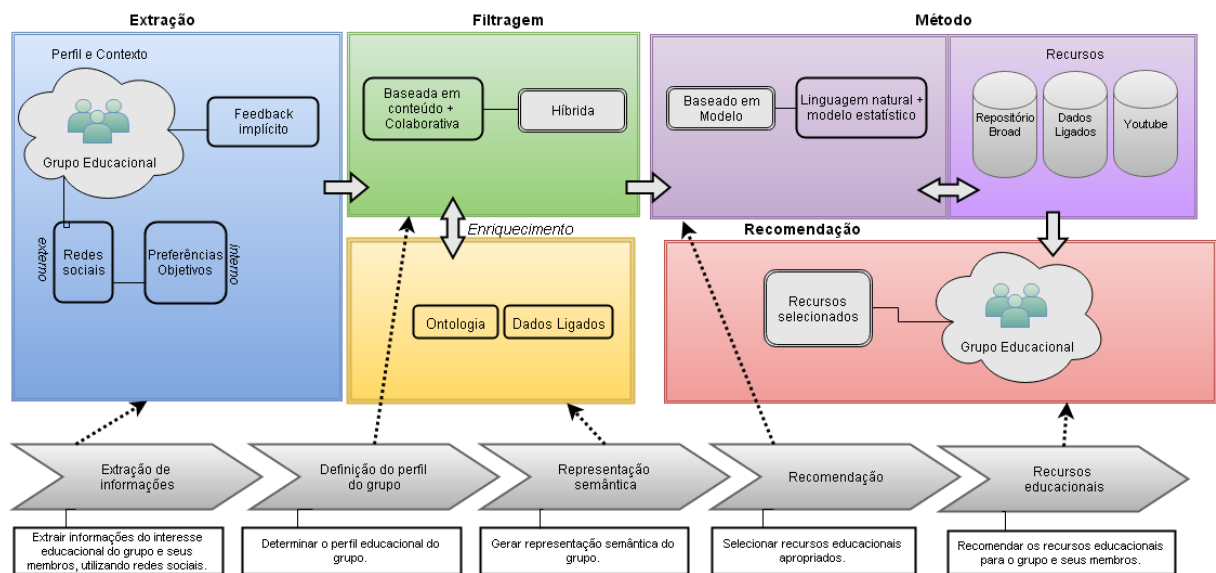 Extração
Filtragem
Método
Perfil e Contexto
Grupo Educacional
Feedback
implícito
externo
Redes
sociais
Preferências
Objetivos
interno
Baseada em
conteúdo +
Colaborativa
Híbrida
Enriquecimento
Ontologia
Dados Ligados
Baseado em
Modelo
Linguagem natural +
modelo estatístico
Recursos
Repositório
Broad
Dados
Ligados
Youtube
Recomendação
Recursos
selecionados
Grupo Educacional
Extração de
informações
Definição do perfil
do grupo
Representação
semântica
Recomendação
Recursos
educacionais
Extrair informações do interesse
educacional do grupo e seus
membros, utilizando redes sociais.
Determinar o perfil educacional do
grupo.
Gerar representação semântica do
grupo.
Selecionar recursos educacionais
apropriados.
Recomendar os recursos educacionais
para o grupo e seus membros.